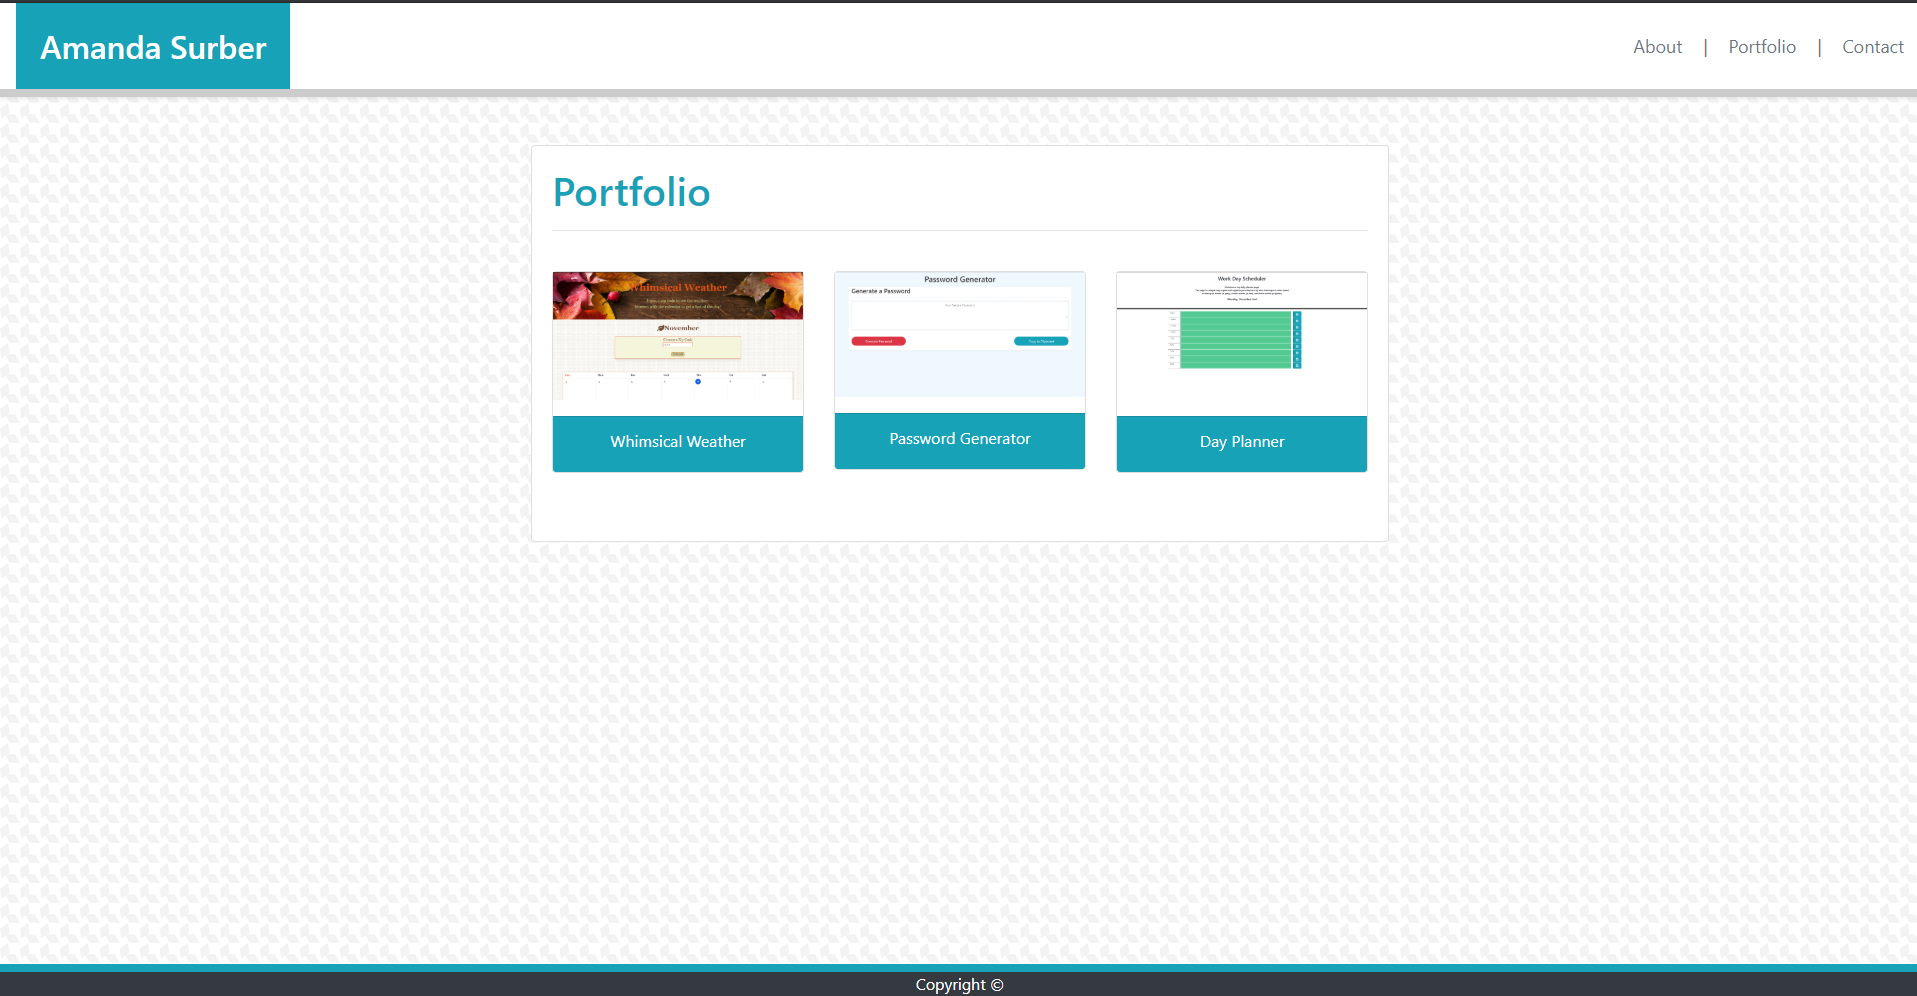 Amanda Surber
About | Portfolio | Contact
Portfolio
Whimsical Weather
November
Password Generator
Generate a Password
Work Day Scheduler
Whimsical Weather
Password Generator
Day Planner
Copyright ©